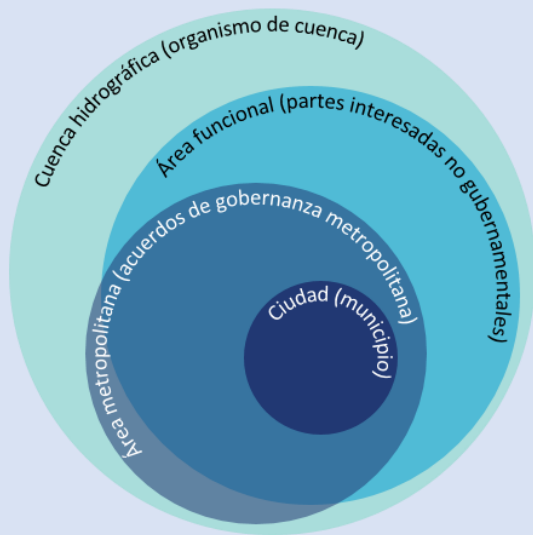 Cuenca hidrográfica (organismo de cuenca)
Área funcional (partes interesadas no gubernamentales)
Área metropolitana (acuerdos de gobernanza metropolitana)
Ciudad (municipio)